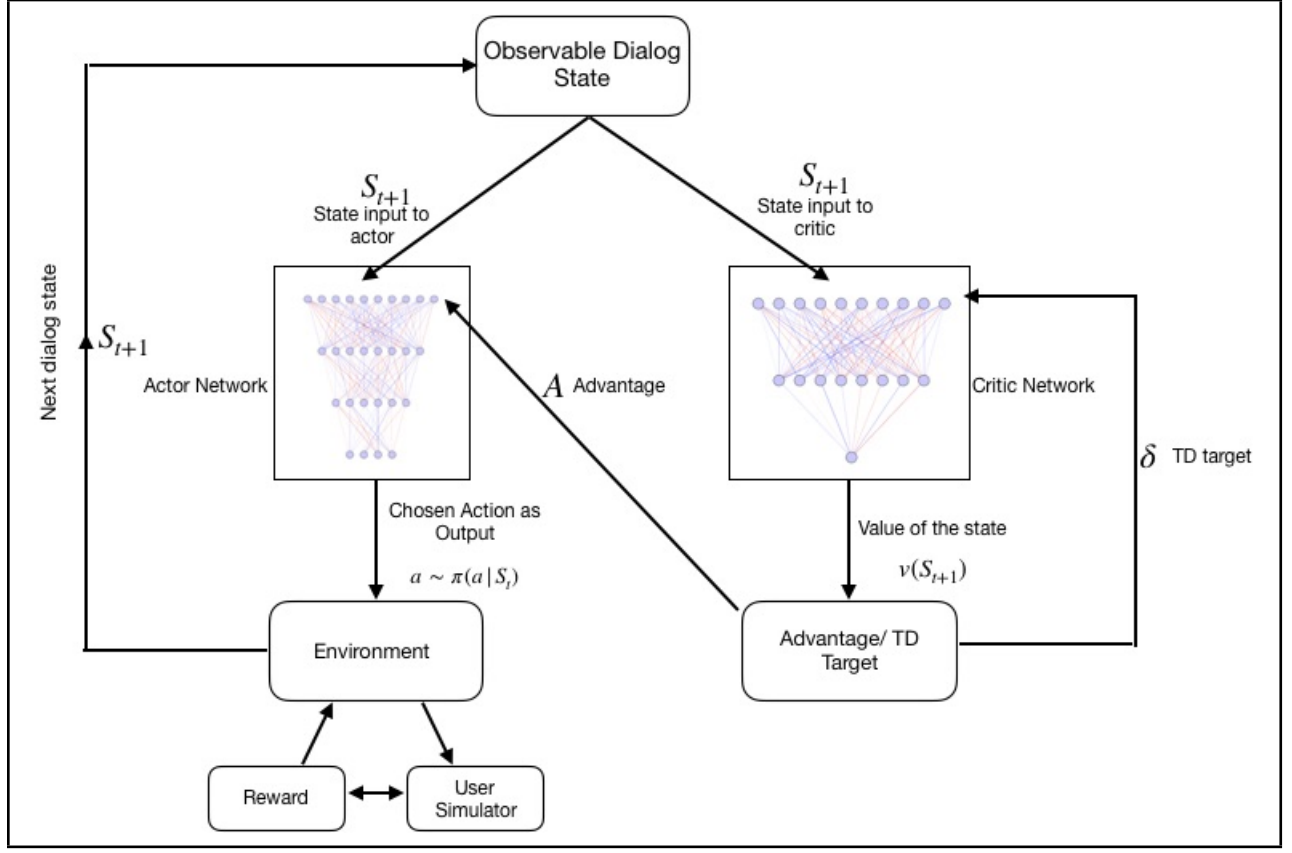 Observable Dialog
State
S_{t+1}
State input to
actor
S_{t+1}
State input to
critic
Next dialog state
S_{t+1}
Actor Network
A Advantage
Critic Network
δ TD target
Chosen Action as
Output
a ~ π(a|S_t)
Value of the state
v(S_{t+1})
Environment
Advantage/ TD
Target
Reward
User
Simulator